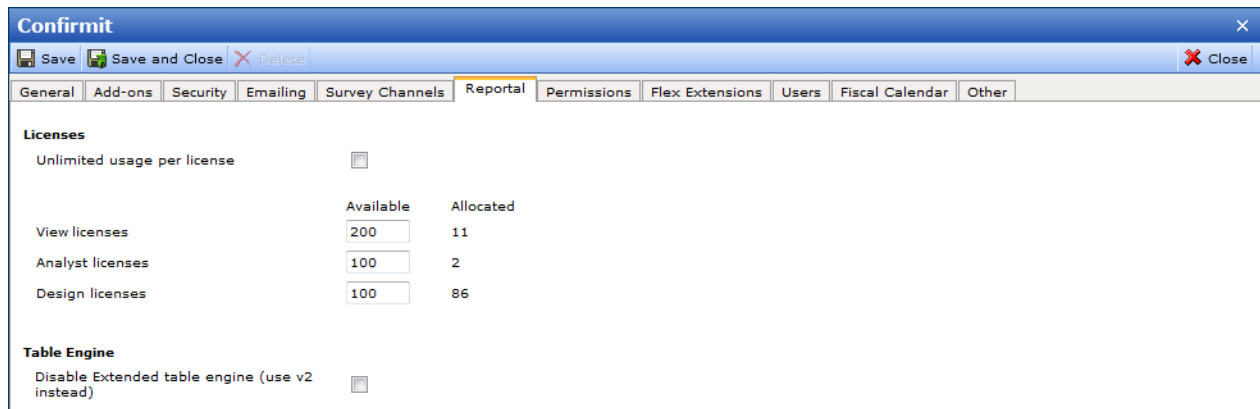 Confirmit
Save Save and Close Delete Close
General Add-ons Security Emailing Survey Channels Reportal Permissions Flex Extensions Users Fiscal Calendar Other
Licenses
Unlimited usage per license
Available Allocated
View licenses 200 11
Analyst licenses 100 2
Design licenses 100 86
Table Engine
Disable Extended table engine (use v2
instead)